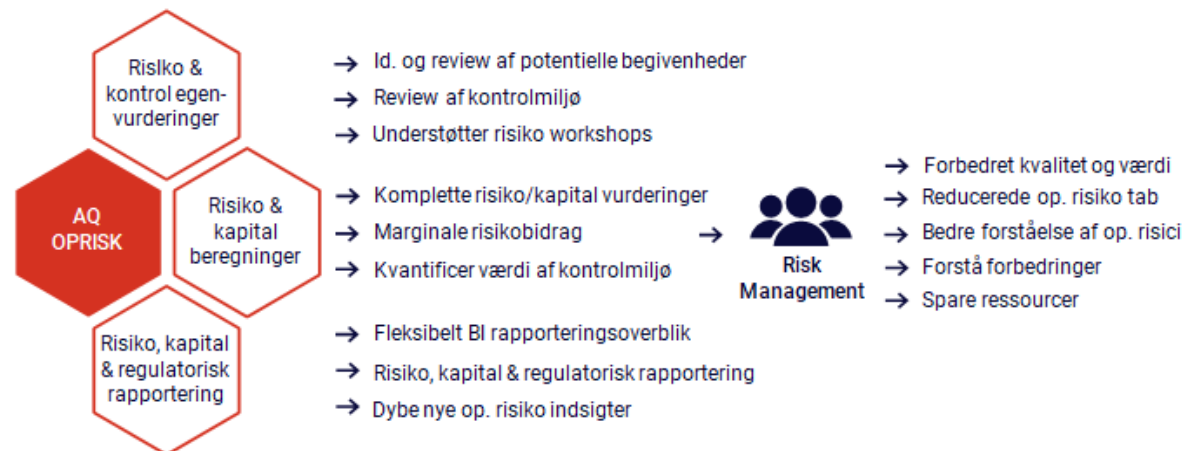 Risiko &
kontrol egen-
vurderinger
AQ
OPRISK
Risiko &
kapital
beregninger
Risiko, kapital
& regulatorisk
rapportering
→ Id. og review af potentielle begivenheder
→ Review af kontrolmiljø
→ Understøtter risiko workshops
→ Komplette risiko/kapital vurderinger
→ Marginale risikobidrag
→ Kvantificer værdi af kontrolmiljø
→ Fleksibelt BI rapporteringsoverblik
→ Risiko, kapital & regulatorisk rapportering
→ Dybe nye op. risiko indsigter
→
Risk
Management
→ Forbedret kvalitet og værdi
→ Reducerede op. risiko tab
→ Bedre forståelse af op. risici
→ Forstå forbedringer
→ Spare ressourcer